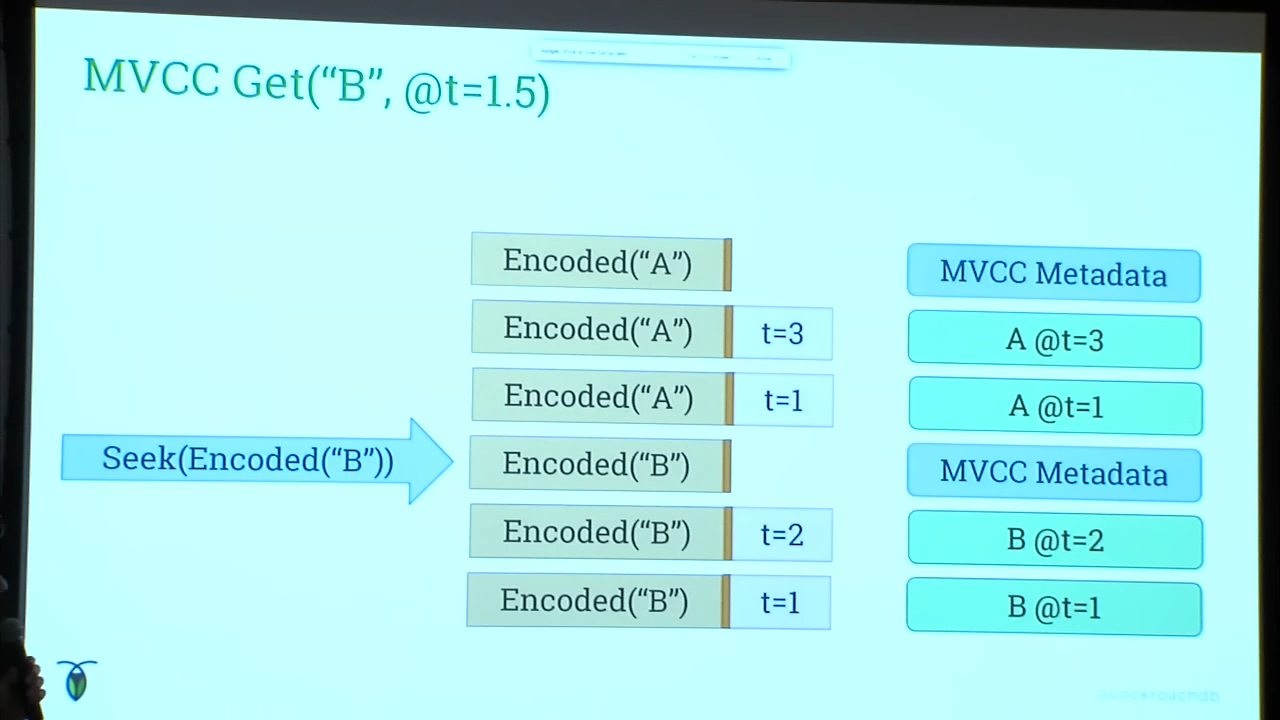 MVCC Get(“B”, @t=1.5)
Encoded(“A”)
MVCC Metadata
Encoded(“A”) t=3
A @t=3
Encoded(“A”) t=1
A @t=1
Seek(Encoded(“B”))
Encoded(“B”)
MVCC Metadata
Encoded(“B”) t=2
B @t=2
Encoded(“B”) t=1
B @t=1
@cockroachdb